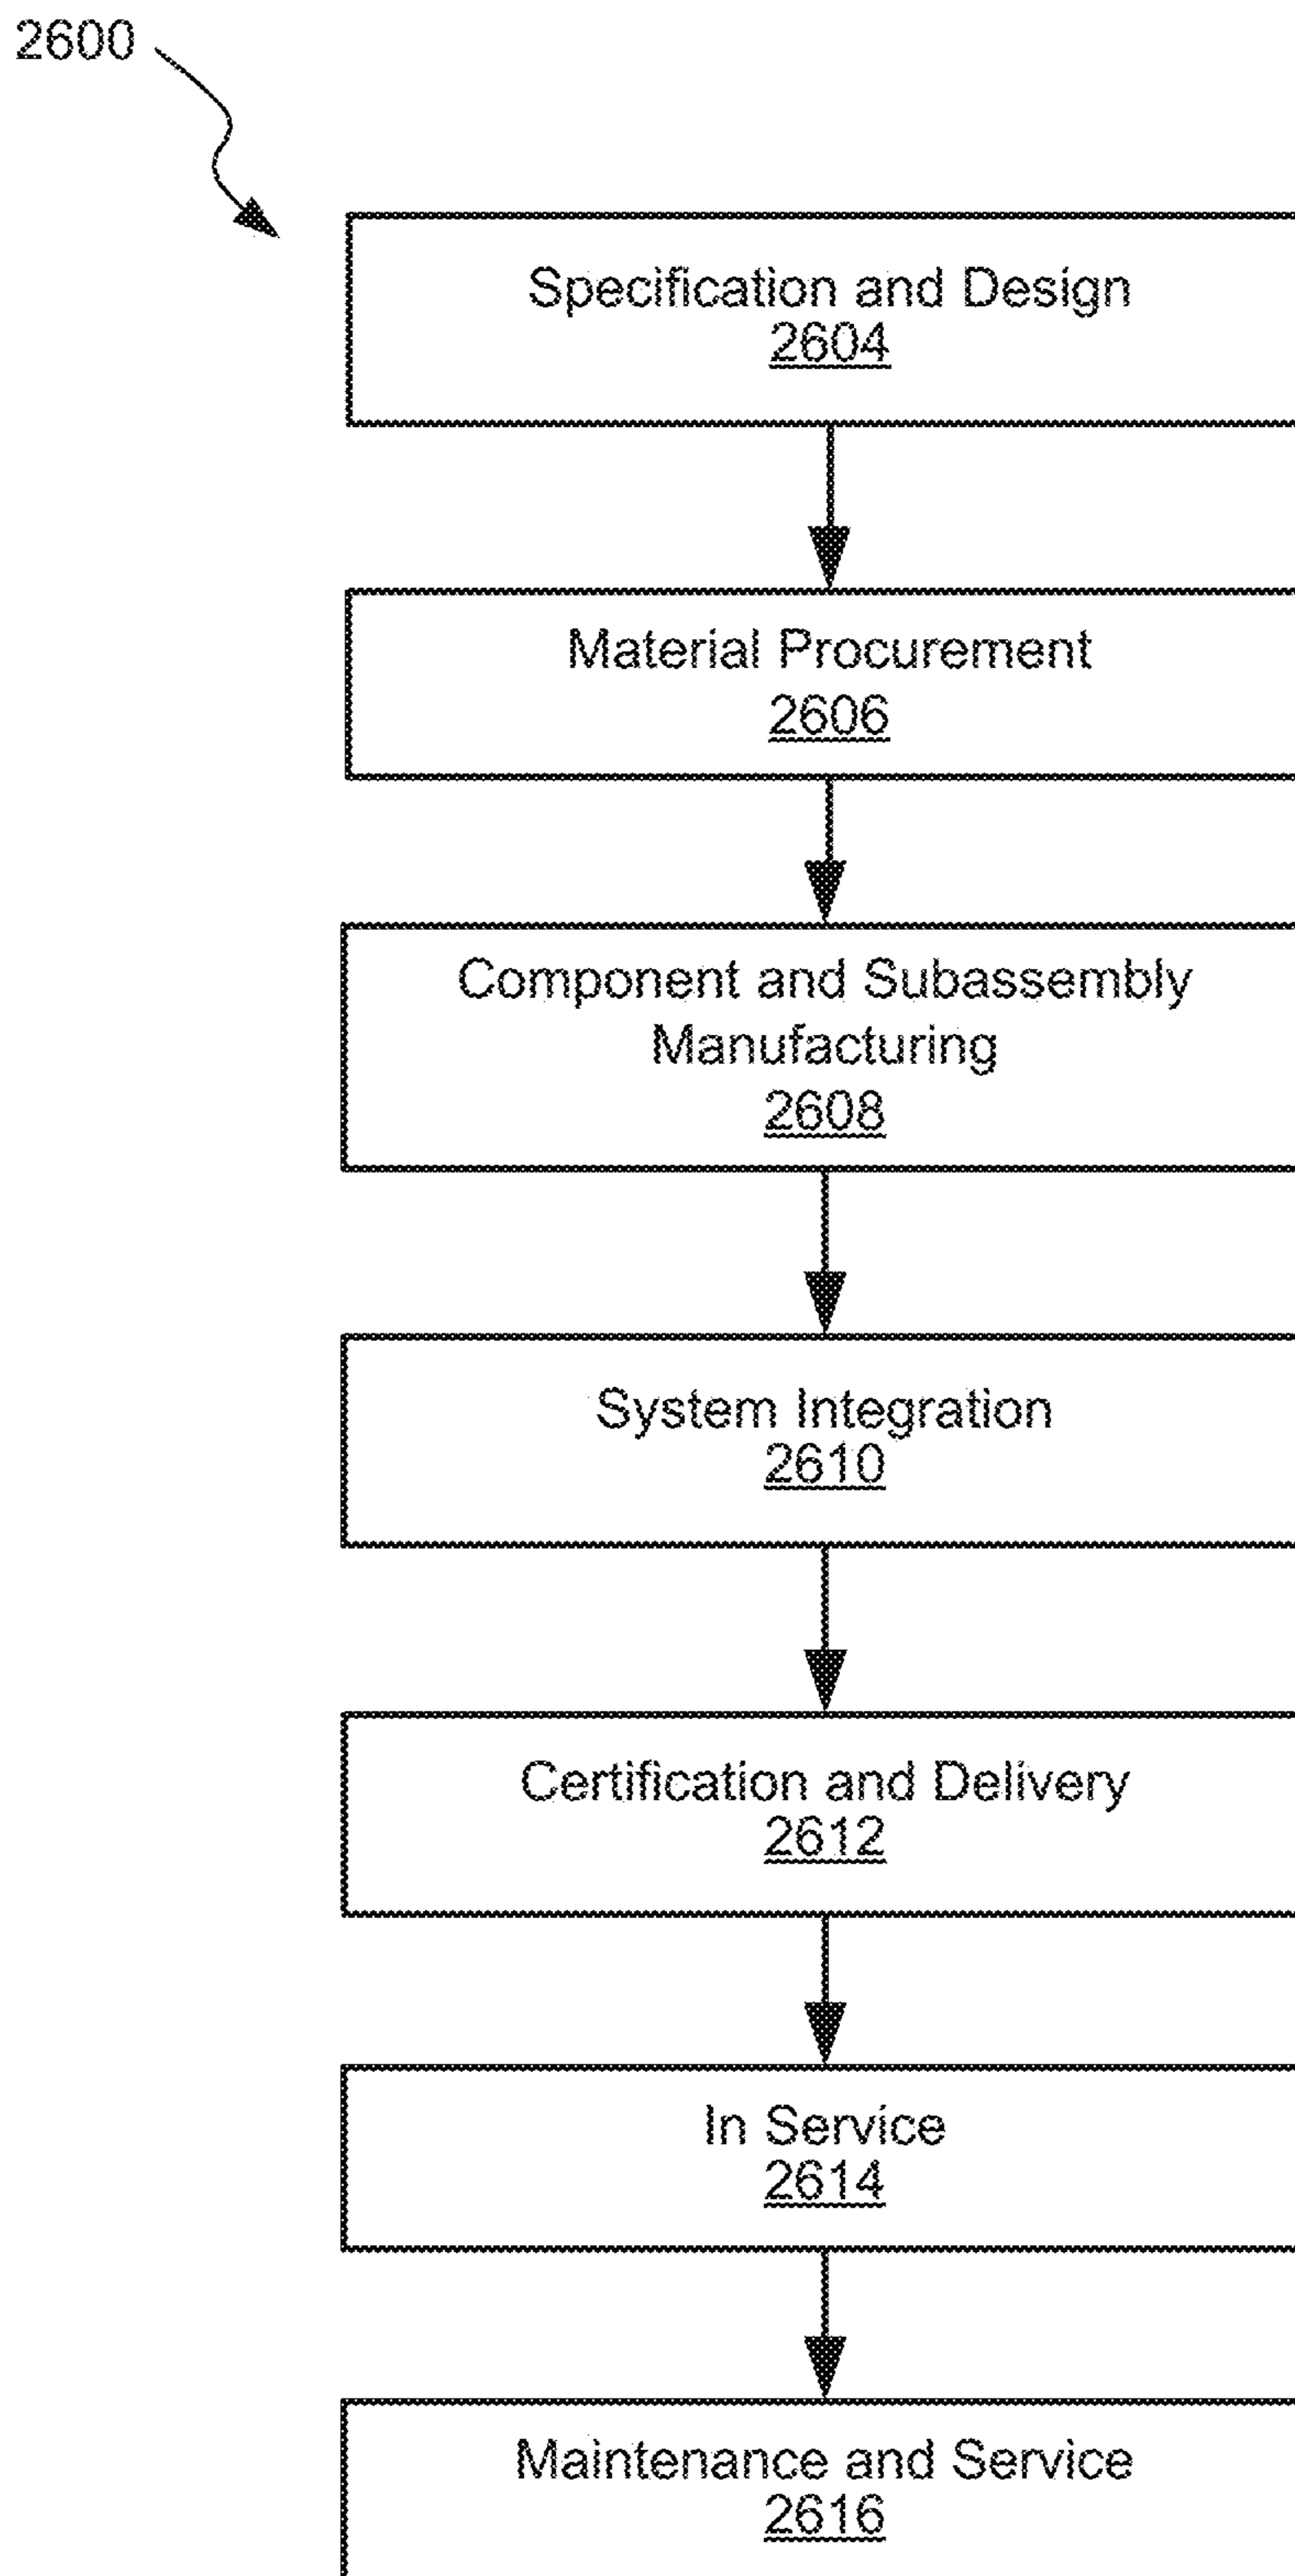 2600
Specification and Design
2604
Material Procurement
2606
Component and Subassembly
Manufacturing
2608
System Integration
2610
Certification and Delivery
2612
In Service
2614
Maintenance and Service
2616